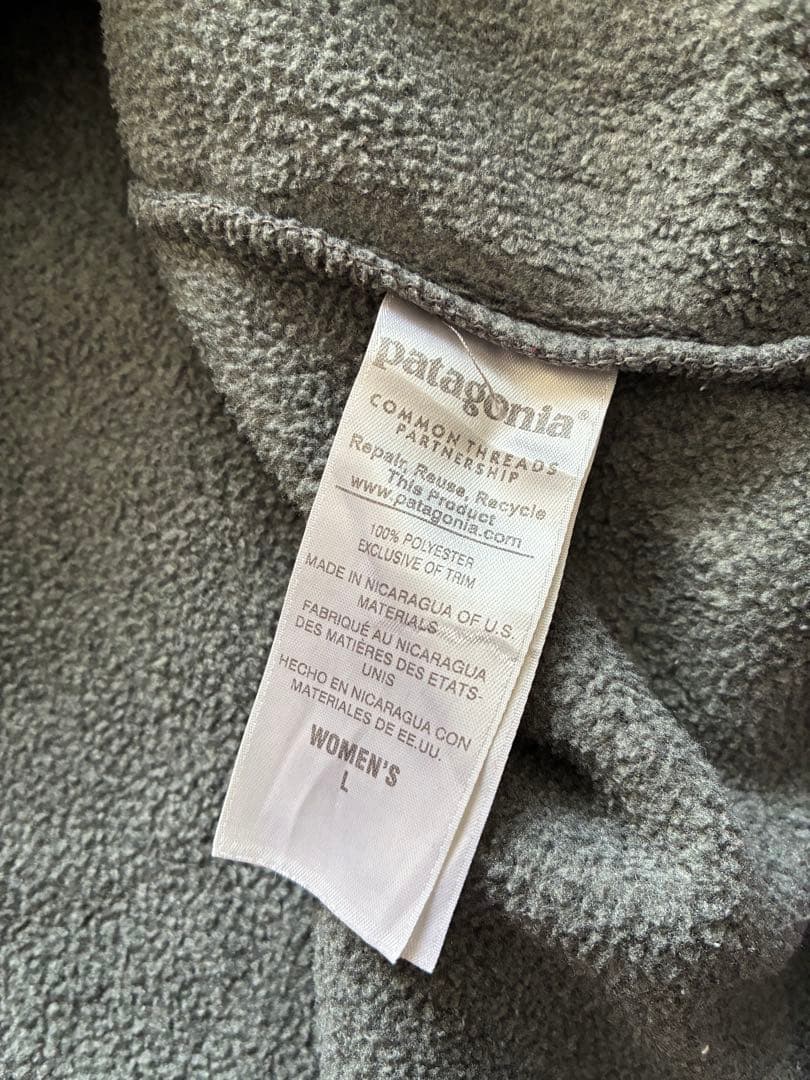 patagonia®
COMMON THREADS
PARTNERSHIP
Repair, Reuse, Recycle
This Product
www.patagonia.com
100% POLYESTER
EXCLUSIVE OF TRIM
MADE IN NICARAGUA OF U.S.
MATERIALS
FABRIQUÉ AU NICARAGUA
DES MATIÈRES DES ETATS-
UNIS
HECHO EN NICARAGUA CON
MATERIALES DE EE.UU.
WOMEN'S
L